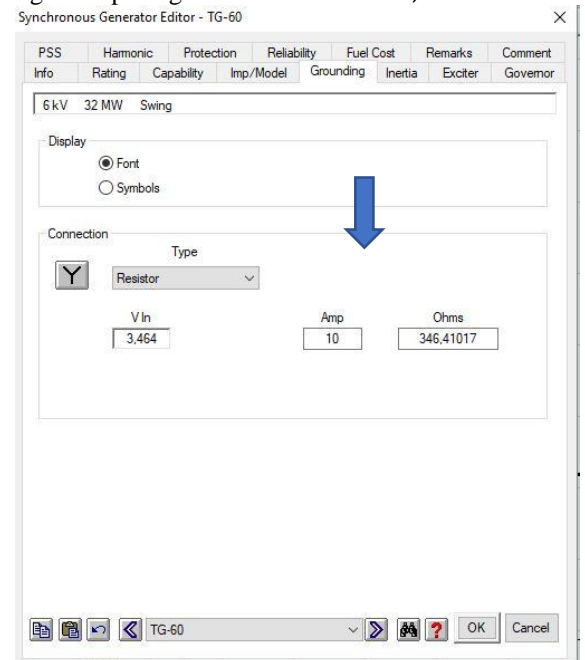 Synchronous Generator Editor - TG-60
PSS Harmonic Protection Reliability Fuel Cost Remarks Comment
Info Rating Capability Imp/Model Grounding Inertia Exciter Governor
6 kV 32 MW Swing
Display
Font
Symbols
Connection
Type
Y Resistor
V ln Amp Ohms
3,464 10 346,41017
TG-60 ? OK Cancel